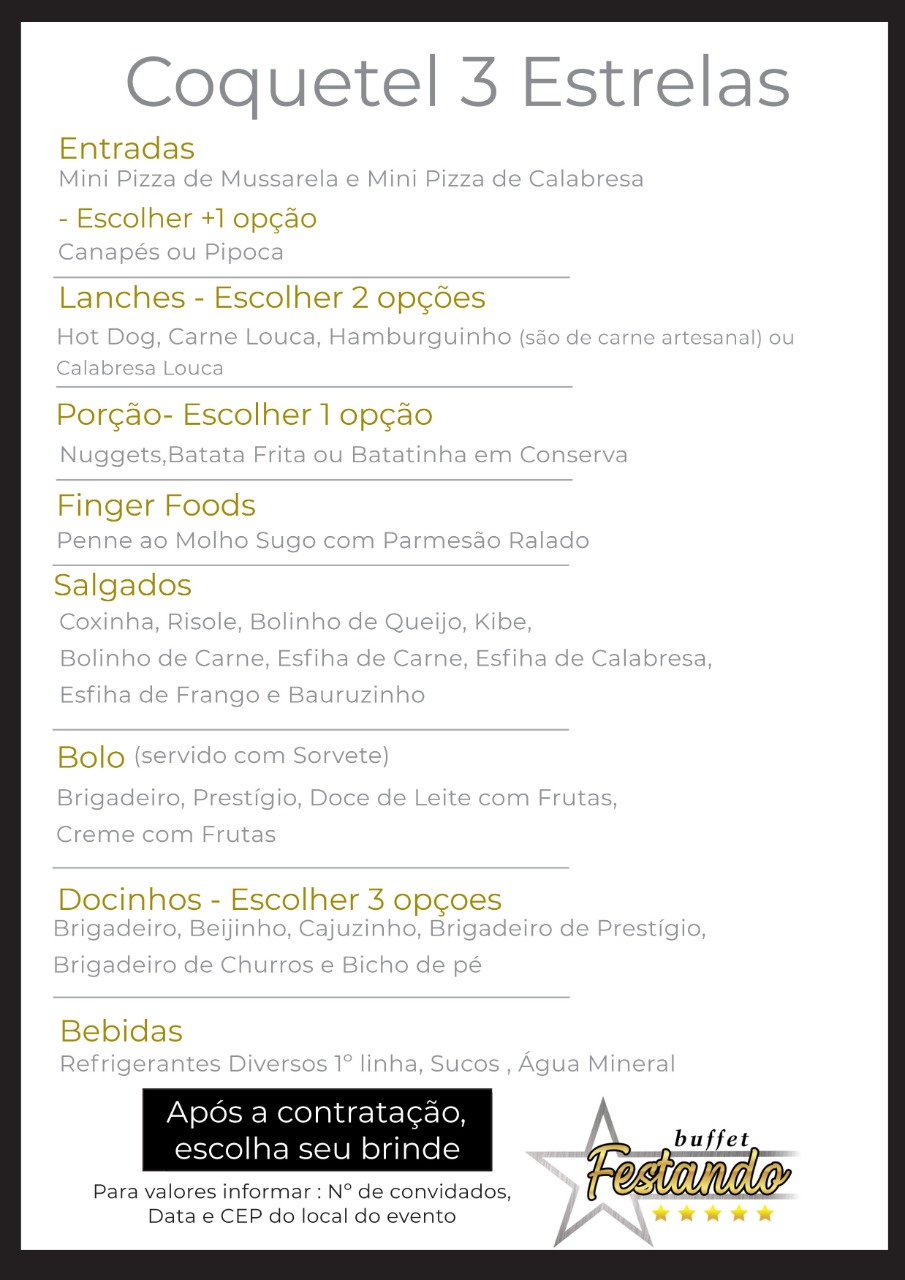 Coquetel 3 Estrelas
Entradas
Mini Pizza de Mussarela e Mini Pizza de Calabresa
- Escolher +1 opção
Canapés ou Pipoca
Lanches - Escolher 2 opções
Hot Dog, Carne Louca, Hamburguinho (são de carne artesanal) ou
Calabresa Louca
Porção- Escolher 1 opção
Nuggets,Batata Frita ou Batatinha em Conserva
Finger Foods
Penne ao Molho Sugo com Parmesão Ralado
Salgados
Coxinha, Risole, Bolinho de Queijo, Kibe,
Bolinho de Carne, Esfiha de Carne, Esfiha de Calabresa,
Esfiha de Frango e Bauruzinho
Bolo (servido com Sorvete)
Brigadeiro, Prestígio, Doce de Leite com Frutas,
Creme com Frutas
Docinhos - Escolher 3 opçoes
Brigadeiro, Beijinho, Cajuzinho, Brigadeiro de Prestígio,
Brigadeiro de Churros e Bicho de pé
Bebidas
Refrigerantes Diversos 1º linha, Sucos , Água Mineral
Após a contratação,
escolha seu brinde
Para valores informar : Nº de convidados,
Data e CEP do local do evento
buffet
Festando